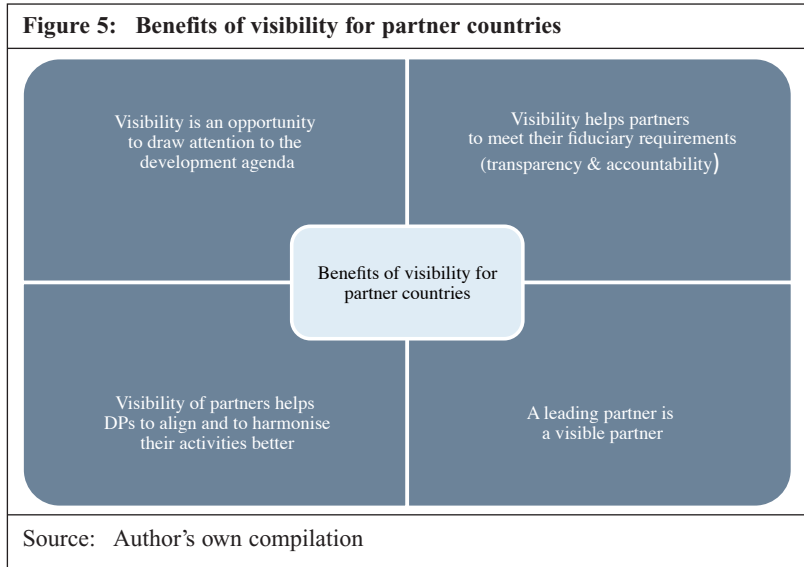 Figure 5: Benefits of visibility for partner countries
Visibility is an opportunity
to draw attention to the
development agenda
Visibility helps partners
to meet their fiduciary requirements
(transparency & accountability)
Benefits of visibility for
partner countries
Visibility of partners helps
DPs to align and to harmonise
their activities better
A leading partner is
a visible partner
Source: Author's own compilation